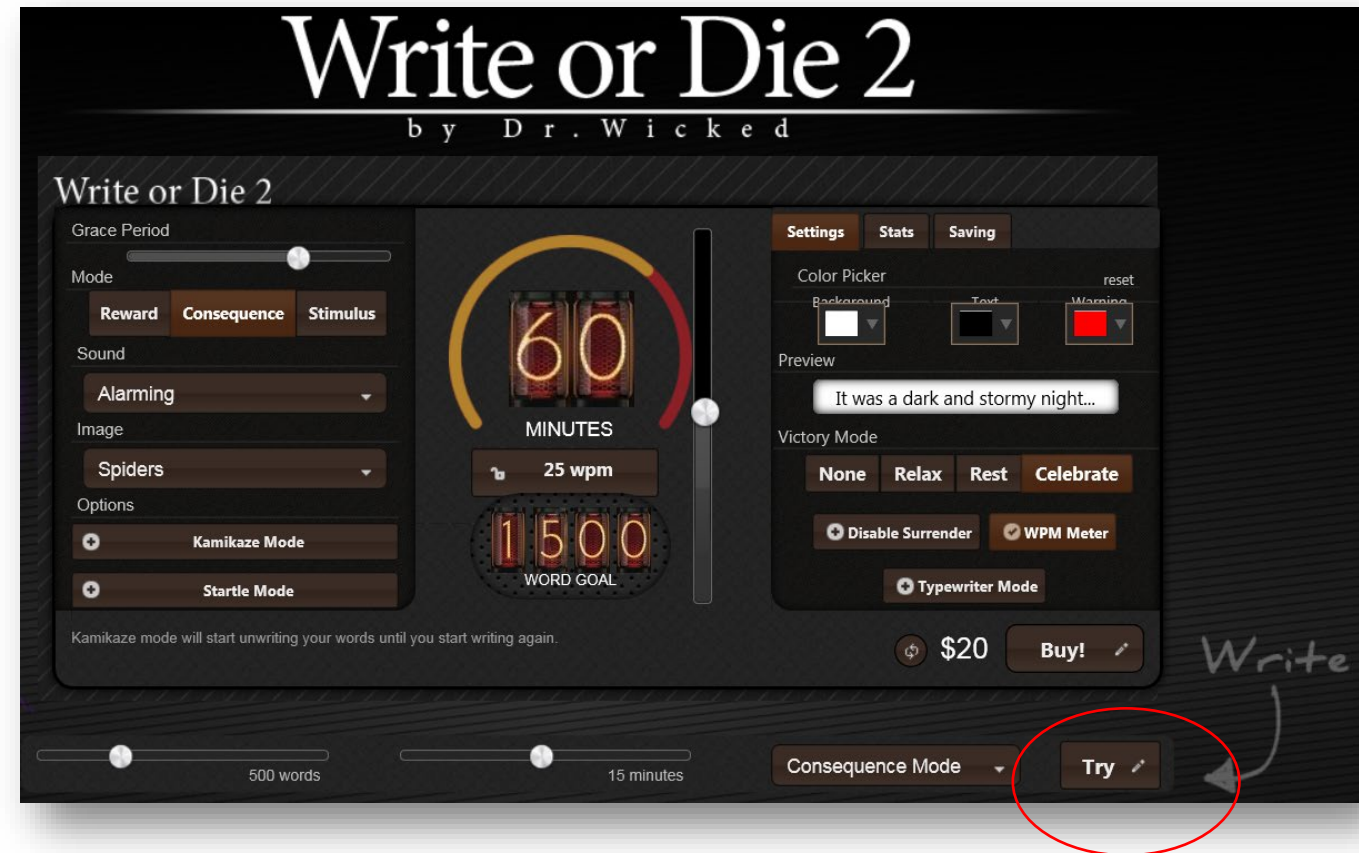 Write or Die 2
by Dr.Wicked
Write or Die 2
Grace Period
Mode
Reward Consequence Stimulus
Sound
Alarming
Image
Spiders
Options
Kamikaze Mode
Startle Mode
60
MINUTES
25 wpm
1500
WORD GOAL
Settings Stats Saving
Color Picker reset
Background Text Warning
Preview
It was a dark and stormy night...
Victory Mode
None Relax Rest Celebrate
Disable Surrender WPM Meter
Typewriter Mode
Kamikaze mode will start unwriting your words until you start writing again.
$20 Buy!
Write
500 words 15 minutes Consequence Mode Try